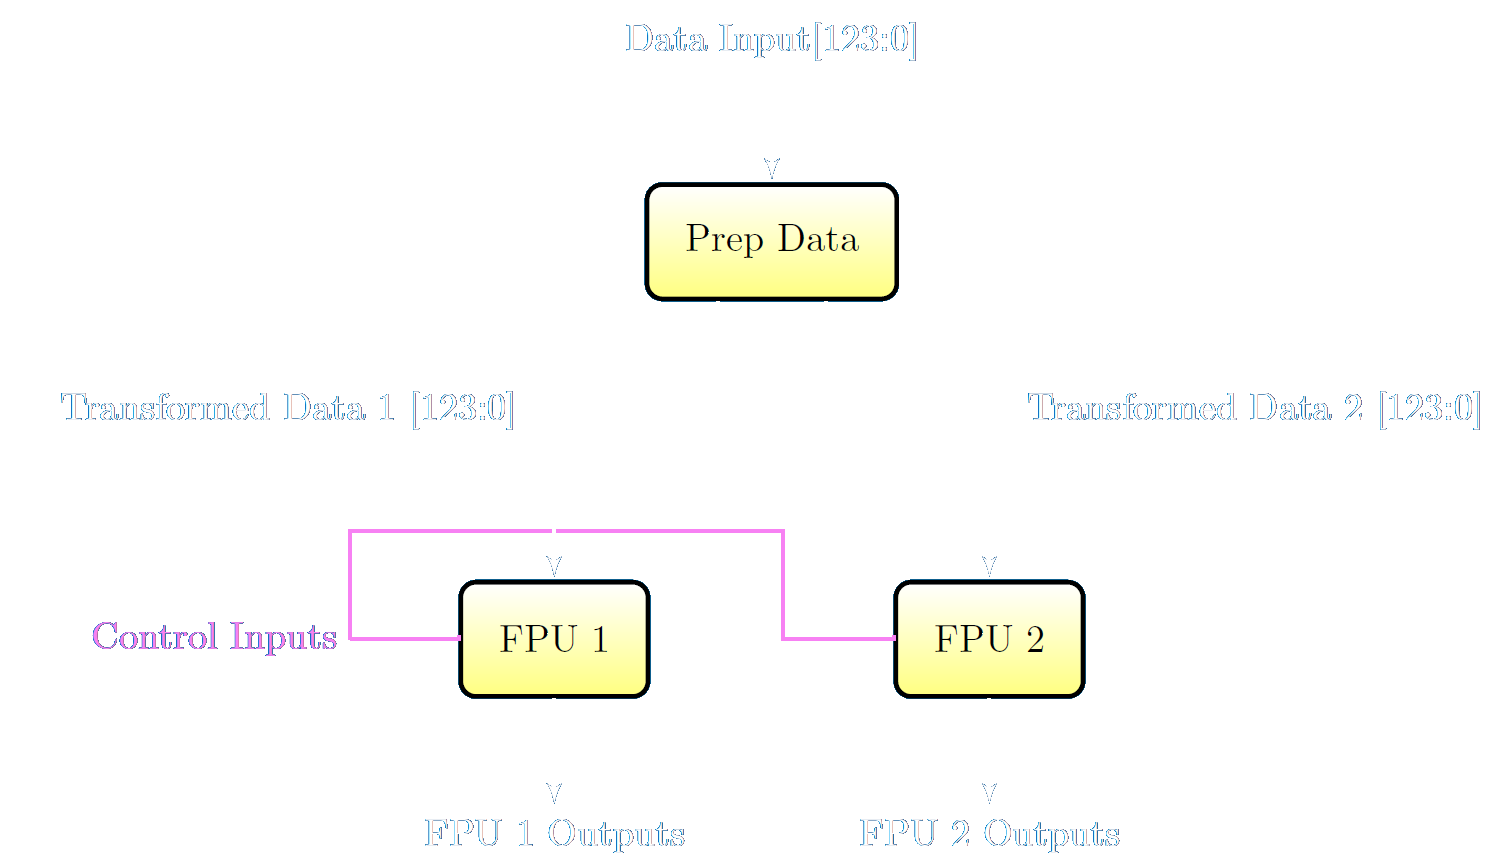 Data Input[123:0]
Prep Data
Transformed Data 1 [123:0]
Transformed Data 2 [123:0]
Control Inputs
FPU 1
FPU 2
FPU 1 Outputs
FPU 2 Outputs